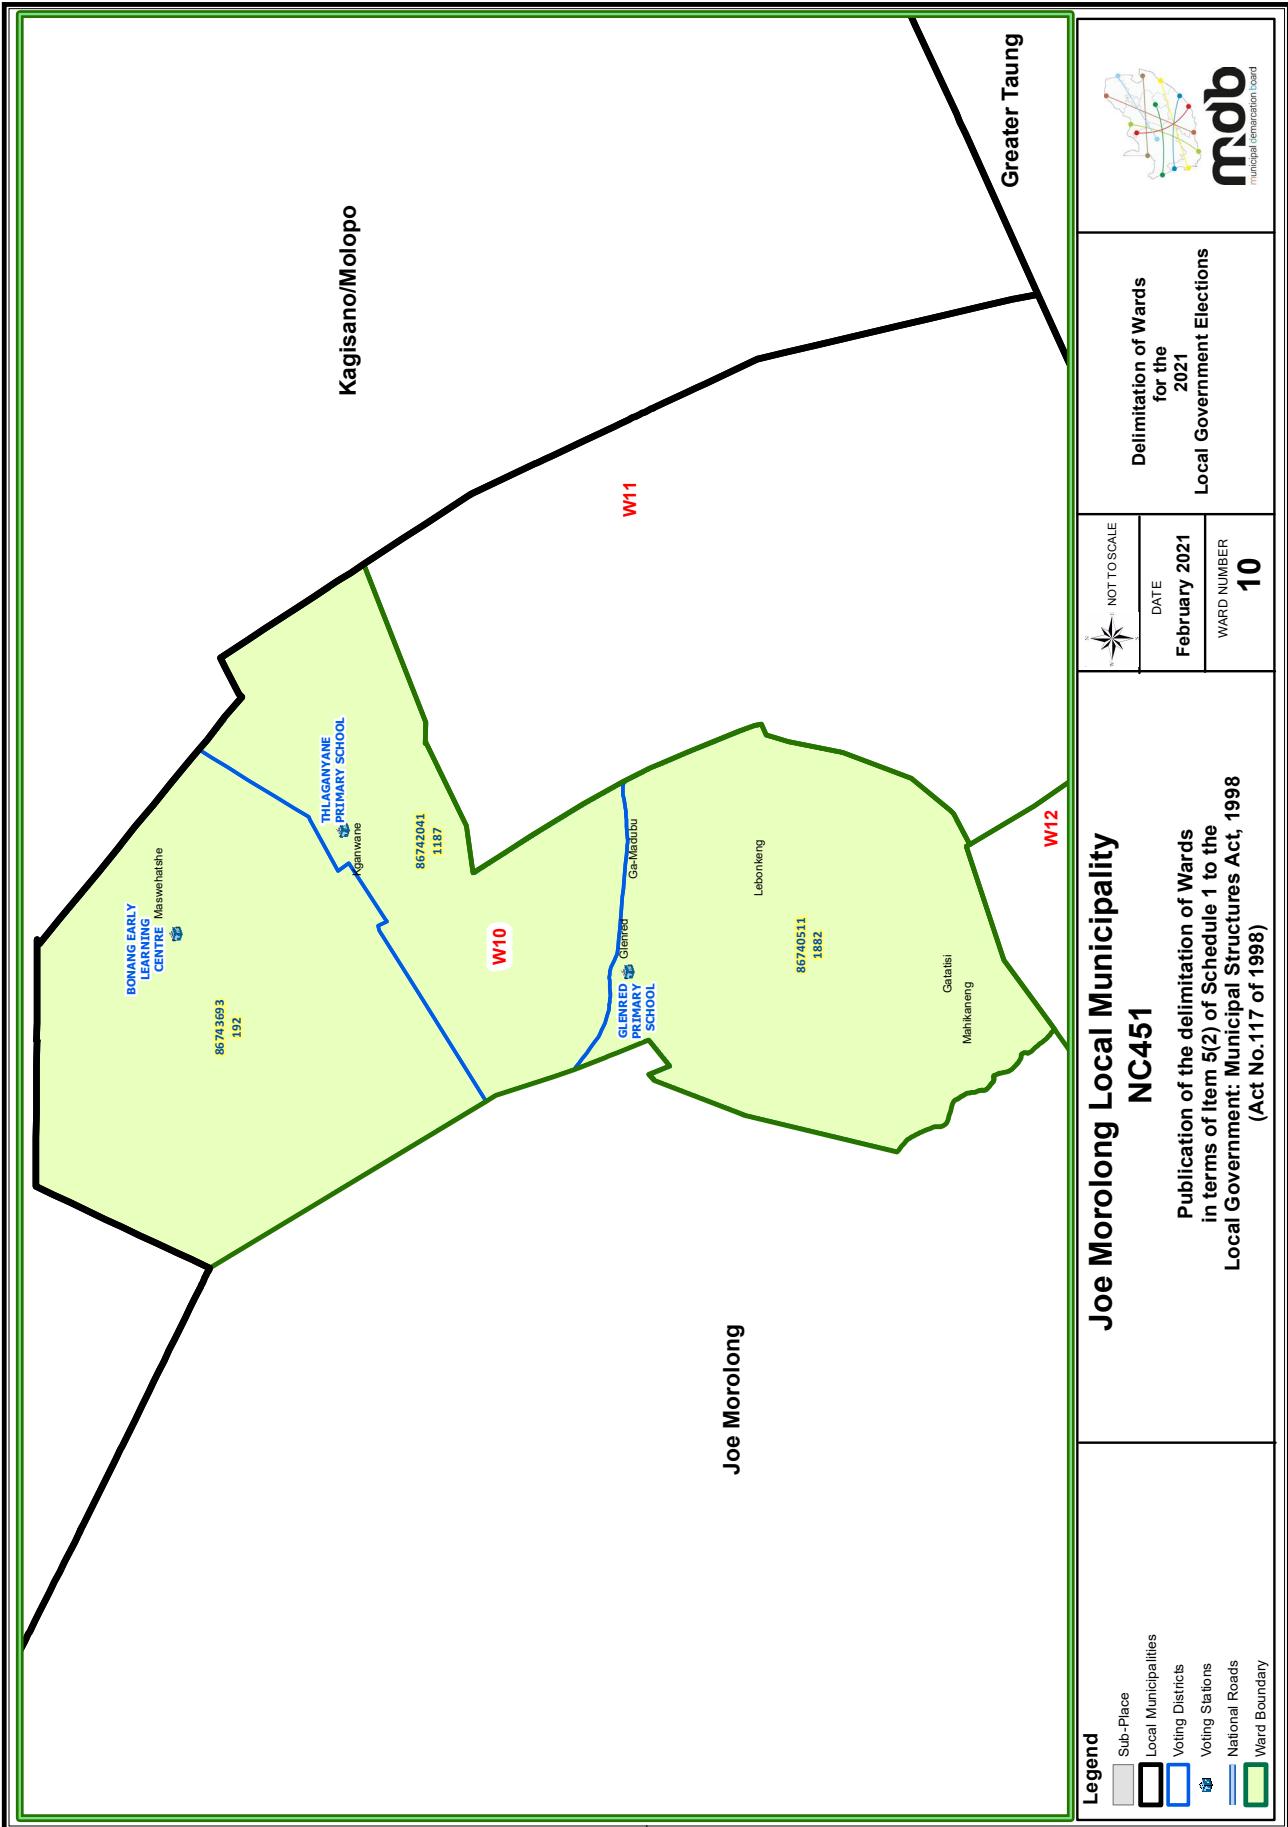 Kagisano/Molopo
Greater Taung
BONANG EARLY
LEARNING
CENTRE
Maswehatshe
86743693
192
THLAGANYANE
PRIMARY SCHOOL
Kganwane
86742041
1187
W10
W11
Ga-Madubu
Glenred
GLENRED
PRIMARY
SCHOOL
Lebonkeng
86740511
1882
Gatatisi
Mahikaneng
W12
Joe Morolong
Legend
Sub-Place
Local Municipalities
Voting Districts
Voting Stations
National Roads
Ward Boundary
Joe Morolong Local Municipality
NC451
Publication of the delimitation of Wards
in terms of Item 5(2) of Schedule 1 to the
Local Government: Municipal Structures Act, 1998
(Act No.117 of 1998)
NOT TO SCALE
DATE
February 2021
WARD NUMBER
10
Delimitation of Wards
for the
2021
Local Government Elections
mdb
municipal demarcation board